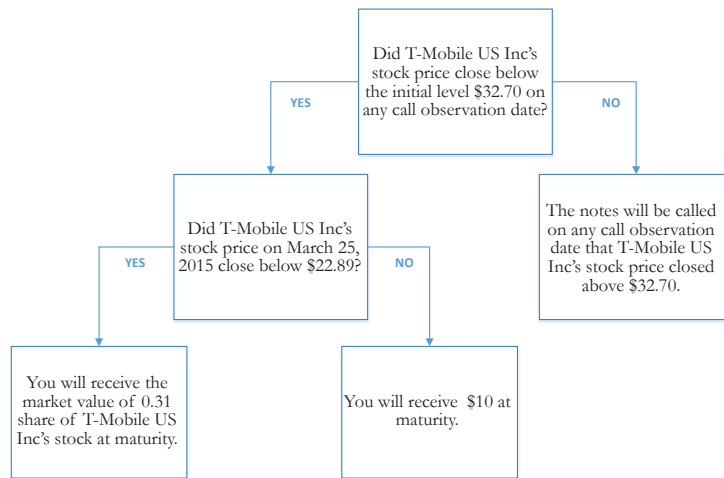 Did T-Mobile US Inc's
stock price close below
the initial level $32.70 on
any call observation date?
YES
NO
Did T-Mobile US Inc's
stock price on March 25,
2015 close below $22.89?
The notes will be called
on any call observation
date that T-Mobile US
Inc's stock price closed
above $32.70.
YES
NO
You will receive the
market value of 0.31
share of T-Mobile US
Inc's stock at maturity.
You will receive $10 at
maturity.